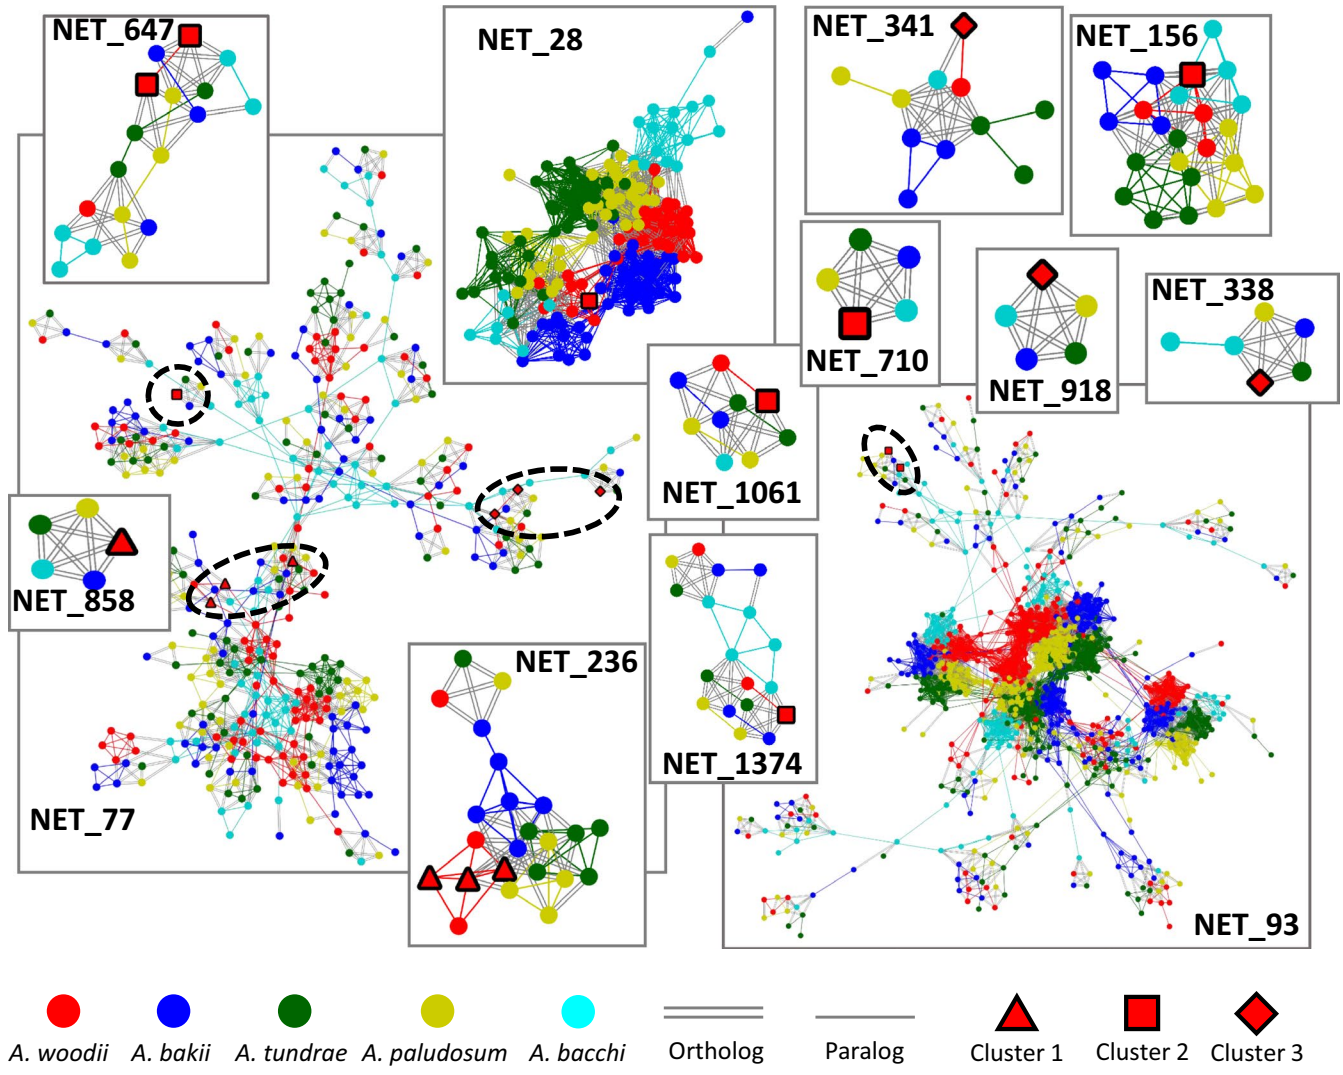 NET_647
NET_28
NET_341
NET_156
NET_710
NET_918
NET_338
NET_1061
NET_858
NET_236
NET_1374
NET_77
NET_93
A. woodii A. bakii A. tundrae A. paludosum A. bacchi Ortholog Paralog Cluster 1 Cluster 2 Cluster 3